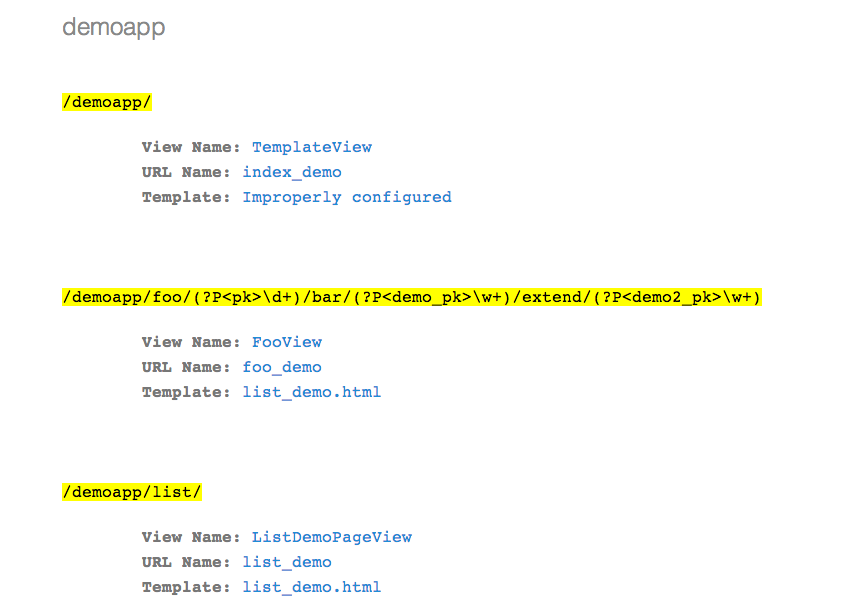 demoapp
/demoapp/
View Name: TemplateView
URL Name: index_demo
Template: Improperly configured
/demoapp/foo/(?P<pk>\d+)/bar/(?P<demo_pk>\w+)/extend/(?P<demo2_pk>\w+)
View Name: FooView
URL Name: foo_demo
Template: list_demo.html
/demoapp/list/
View Name: ListDemoPageView
URL Name: list_demo
Template: list_demo.html